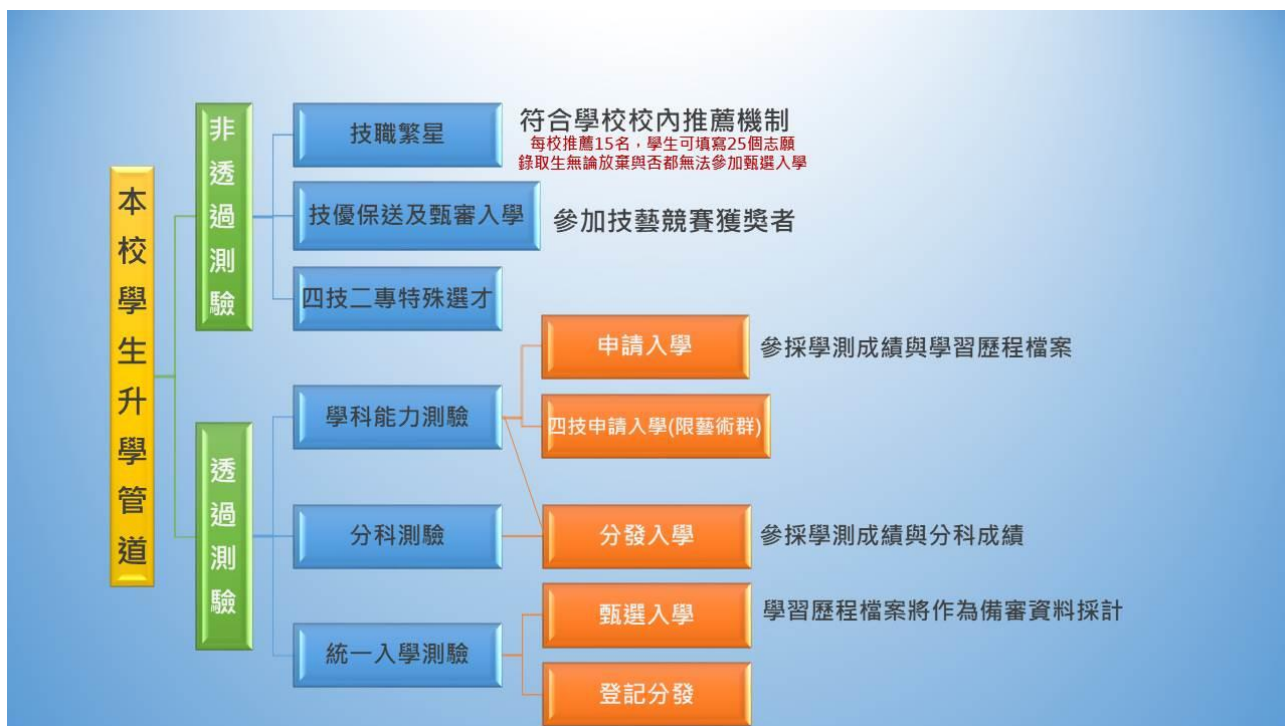 本校學生升學管道
非透過測驗
技職繁星
符合學校校內推薦機制
每校推薦15名，學生可填寫25個志願
錄取生無論放棄與否都無法參加甄選入學
技優保送及甄審入學
參加技藝競賽獲獎者
四技二專特殊選才
透過測驗
學科能力測驗
申請入學
參採學測成績與學習歷程檔案
四技申請入學(限藝術群)
分科測驗
分發入學
參採學測成績與分科成績
統一入學測驗
甄選入學
學習歷程檔案將作為備審資料採計
登記分發